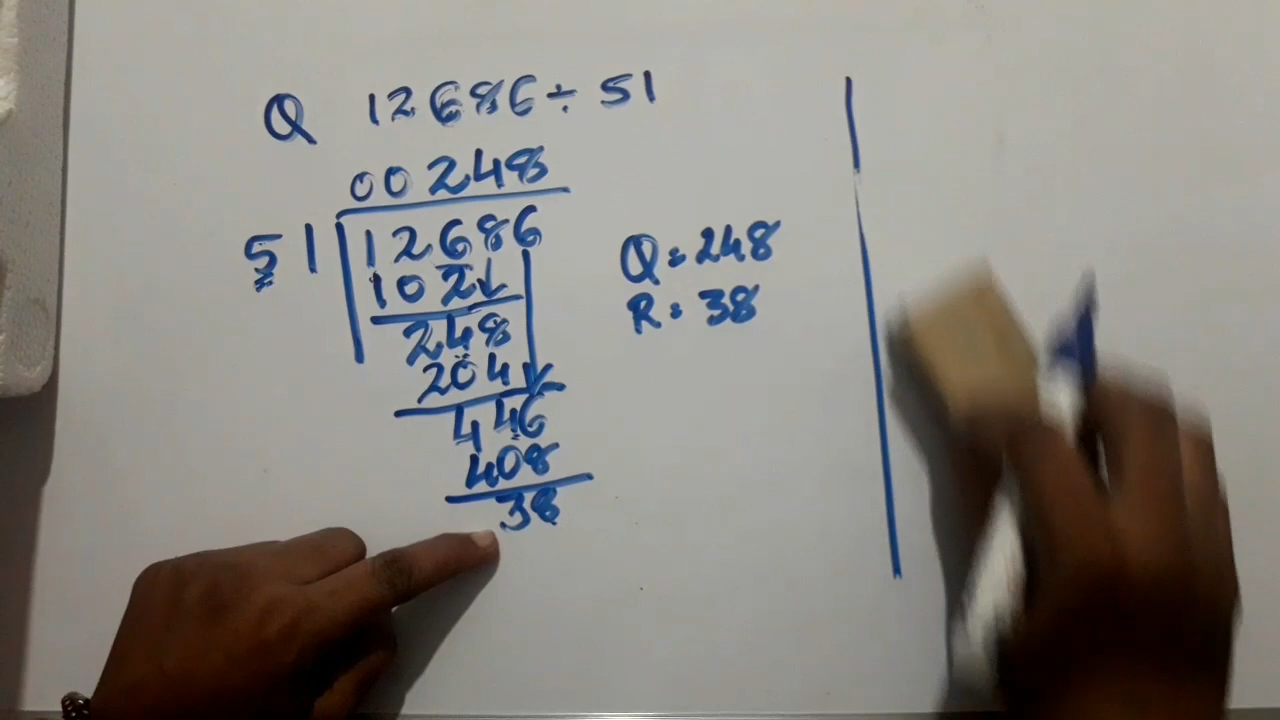 Q 12686 ÷ 51
00248
51 12686
102
248
204
446
408
38
Q = 248
R = 38